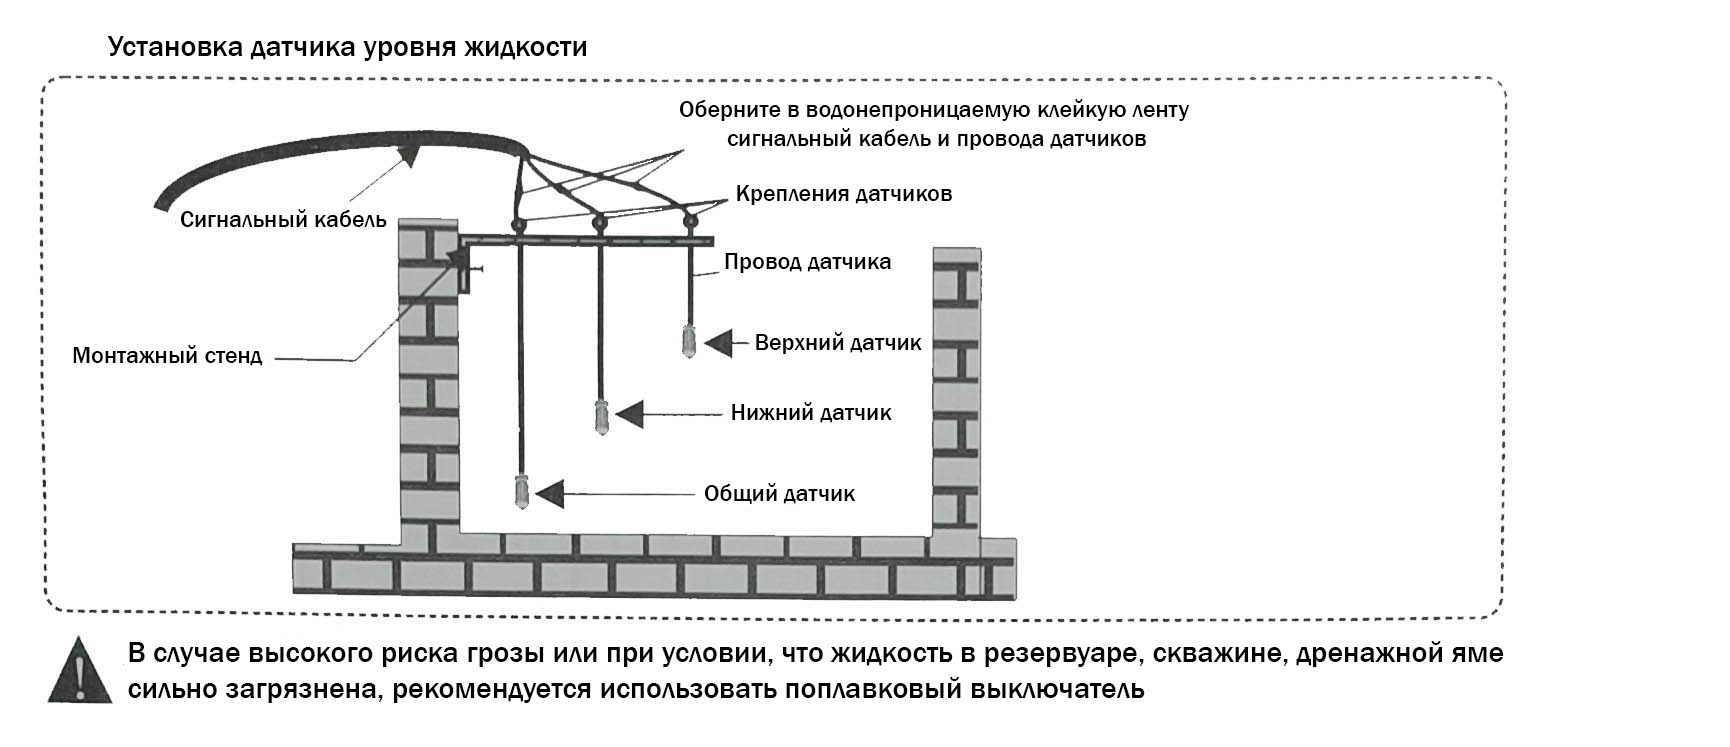 Установка датчика уровня жидкости
Оберните в водонепроницаемую клейкую ленту
сигнальный кабель и провода датчиков
Крепления датчиков
Сигнальный кабель
Провод датчика
Верхний датчик
Монтажный стенд
Нижний датчик
Общий датчик
В случае высокого риска грозы или при условии, что жидкость в резервуаре, скважине, дренажной яме
сильно загрязнена, рекомендуется использовать поплавковый выключатель